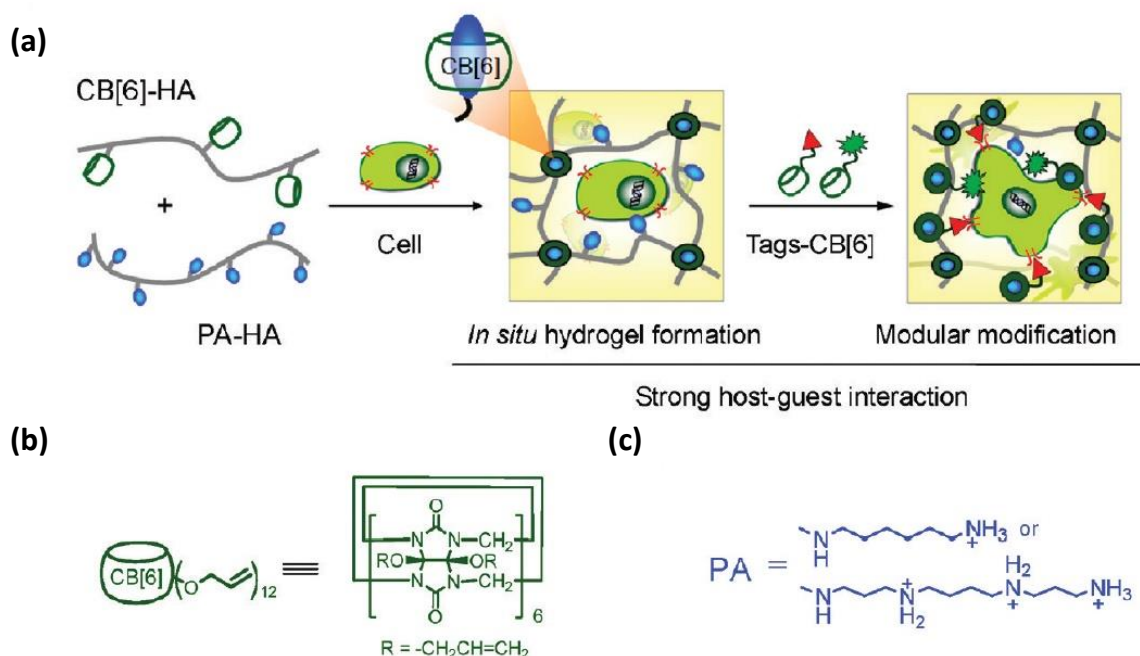 (a)
CB[6]
CB[6]-HA
+
PA-HA
Cell
Tags-CB[6]
In situ hydrogel formation
Modular modification
Strong host-guest interaction
(b)
CB[6]
(O
)12
O
N N-CH2
RO OR
N N-CH2
O
6
R = -CH2CH=CH2
(c)
PA =
N
H
NH3
+
or
N
H
+
N
H2
H2
N
+
NH3
+